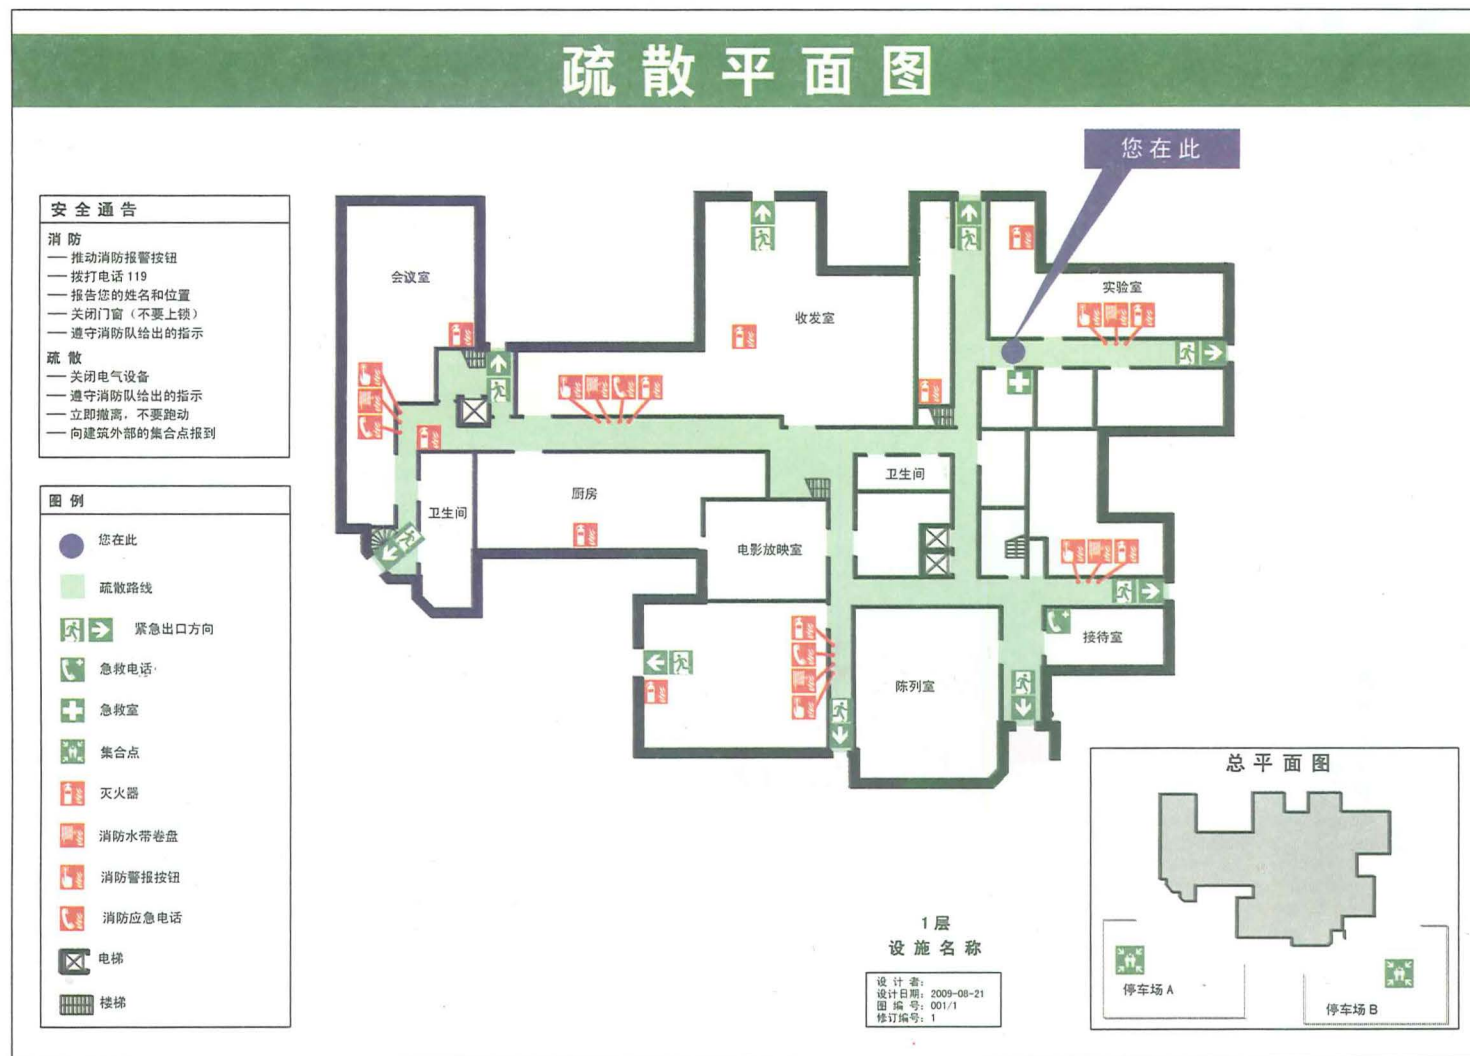 疏散平面图
您在此
安全通告
消防
推动消防报警按钮
拨打电话 119
报告您的姓名和位置
关闭门窗（不要上锁）
遵守消防队给出的指示
疏散
关闭电气设备
遵守消防队给出的指示
立即撤离，不要跑动
向建筑外部的集合点报到
图例
您在此
疏散路线
紧急出口方向
急救电话
急救室
集合点
灭火器
消防水带卷盘
消防警报按钮
消防应急电话
电梯
楼梯
会议室
收发室
实验室
卫生间
厨房
卫生间
电影放映室
接待室
陈列室
总平面图
停车场 A
停车场 B
1层
设施名称
设计者：
设计日期：2009-08-21
图编号：001/1
修订编号：1